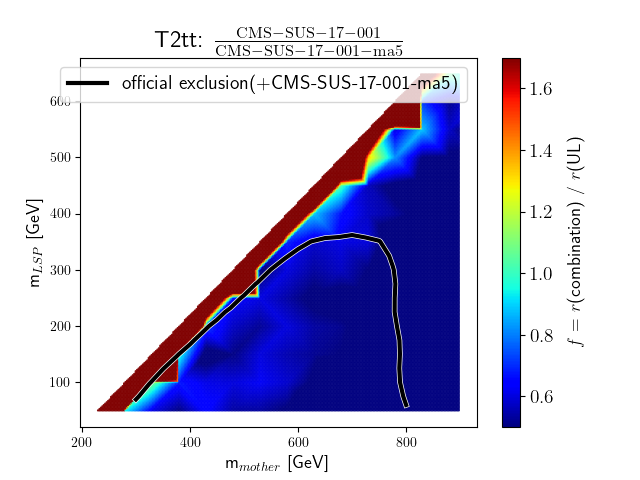 T2tt: CMS−SUS−17−001
CMS−SUS−17−001−ma5
official exclusion(+CMS-SUS-17-001-ma5)
600
500
400
300
200
100
m_LSP [GeV]
200 400 600 800
m_mother [GeV]
1.6
1.4
1.2
1.0
0.8
0.6
f = r(combination) / r(UL)